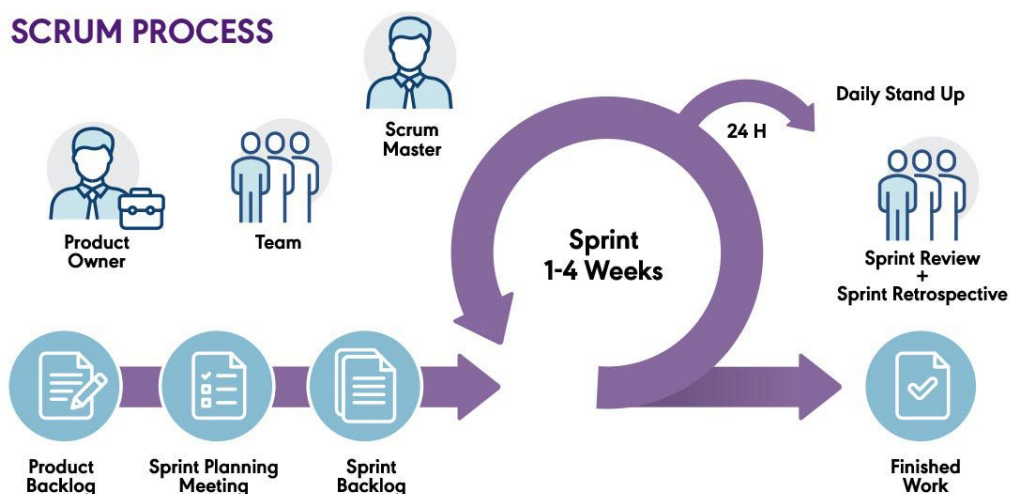 SCRUM PROCESS
Scrum
Master
Daily Stand Up
24 H
Product
Owner
Team
Sprint
1-4 Weeks
Sprint Review
+
Sprint Retrospective
Product
Backlog
Sprint Planning
Meeting
Sprint
Backlog
Finished
Work